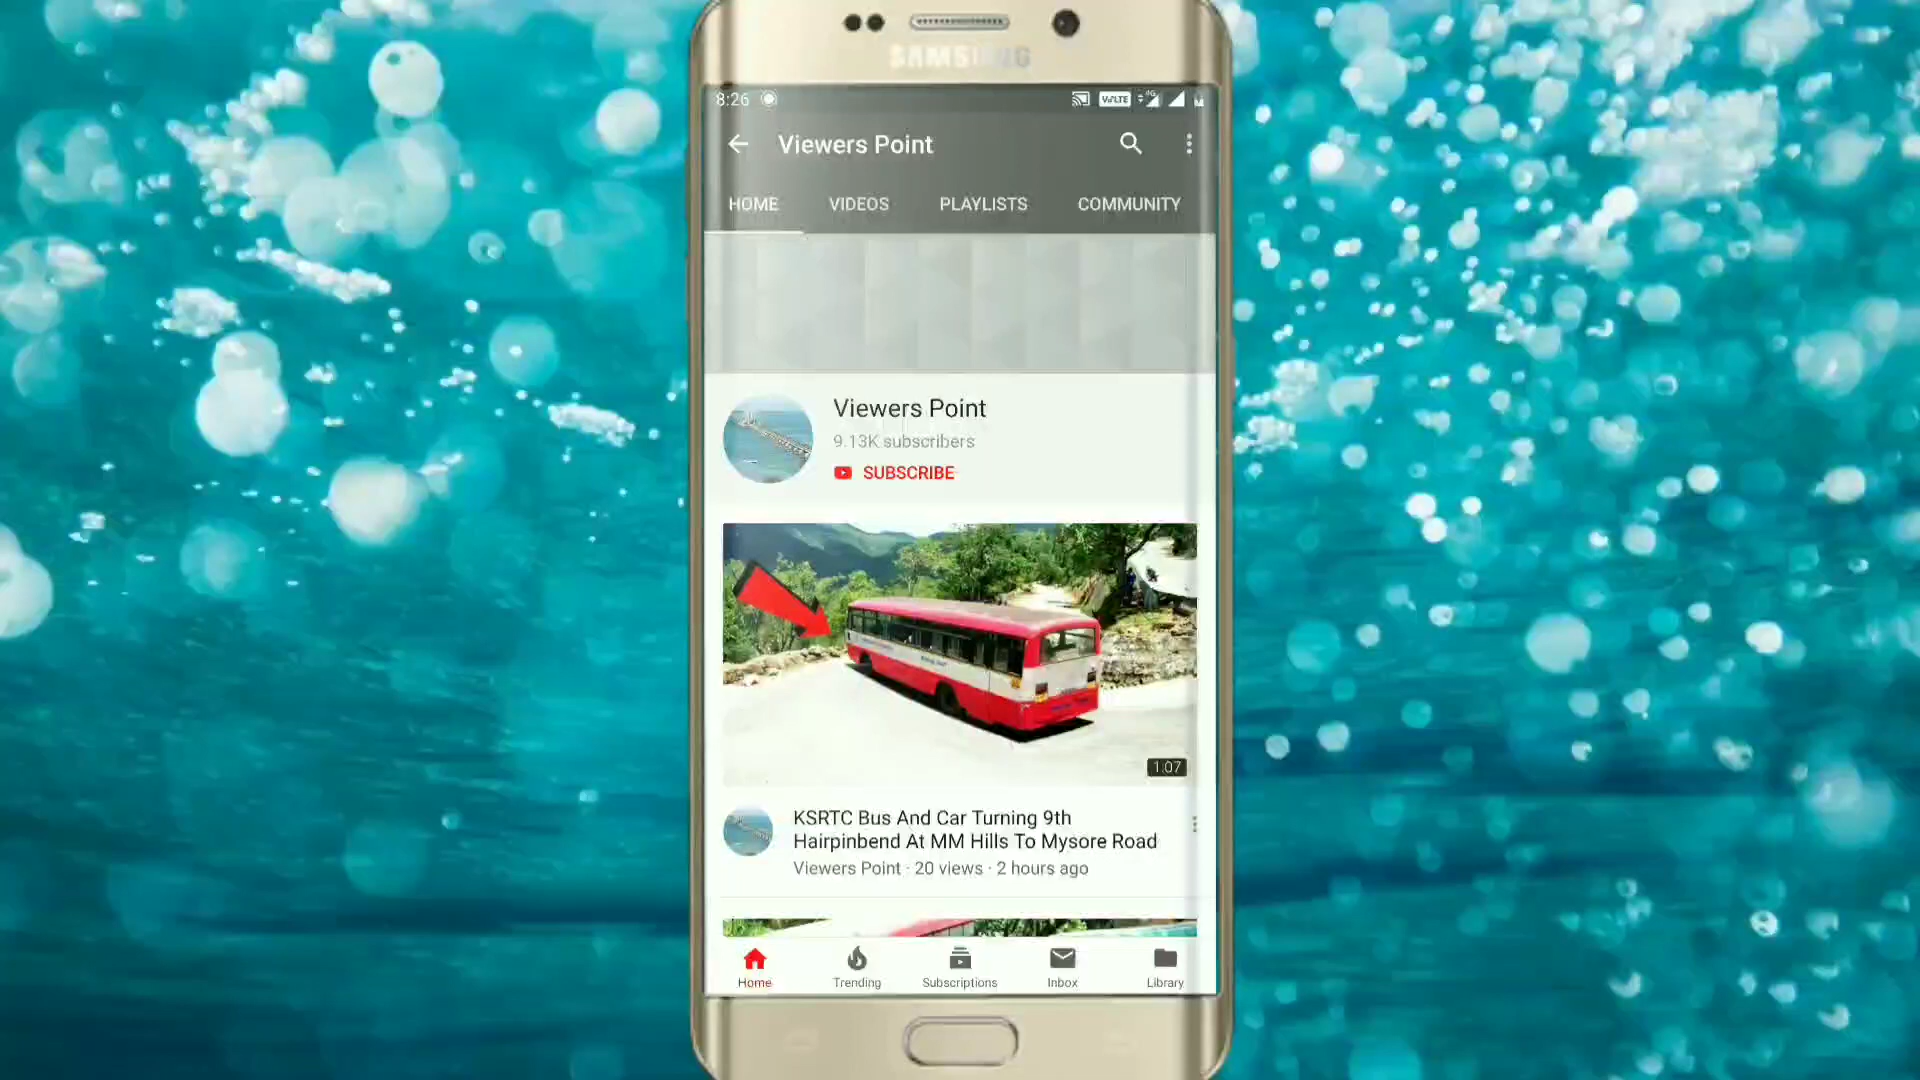 SAMSUNG
8:26
VoLTE
4G
Viewers Point
HOME VIDEOS PLAYLISTS COMMUNITY
Viewers Point
9.13K subscribers
SUBSCRIBE
1:07
KSRTC Bus And Car Turning 9th
Hairpinbend At MM Hills To Mysore Road
Viewers Point · 20 views · 2 hours ago
Home Trending Subscriptions Inbox Library